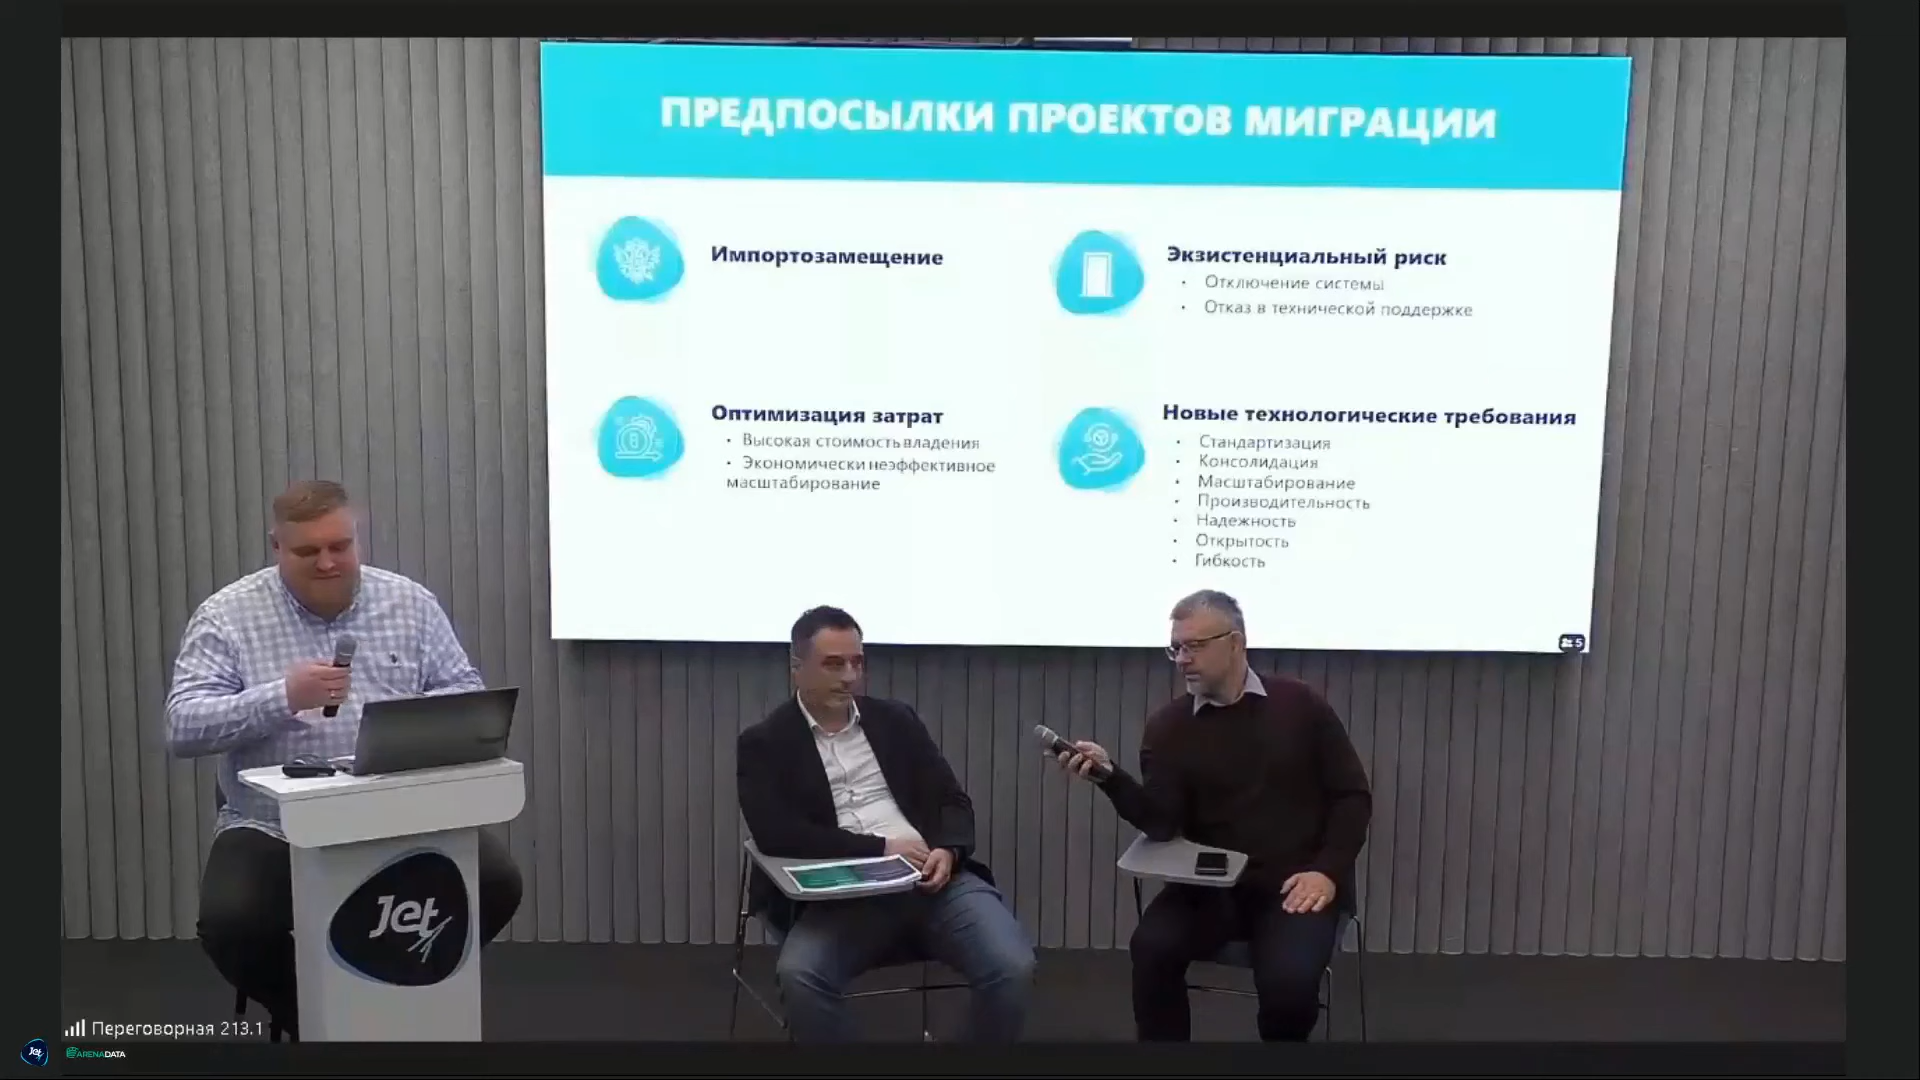 ПРЕДПОСЫЛКИ ПРОЕКТОВ МИГРАЦИИ
Импортозамещение
Экзистенциальный риск
• Отключение системы
• Отказ в технической поддержке
Оптимизация затрат
• Высокая стоимость владения
• Экономически неэффективное
масштабирование
Новые технологические требования
• Стандартизация
• Консолидация
• Масштабирование
• Производительность
• Надежность
• Открытость
• Гибкость
5
Jet
Переговорная 213.1
Jet
ARENADATA